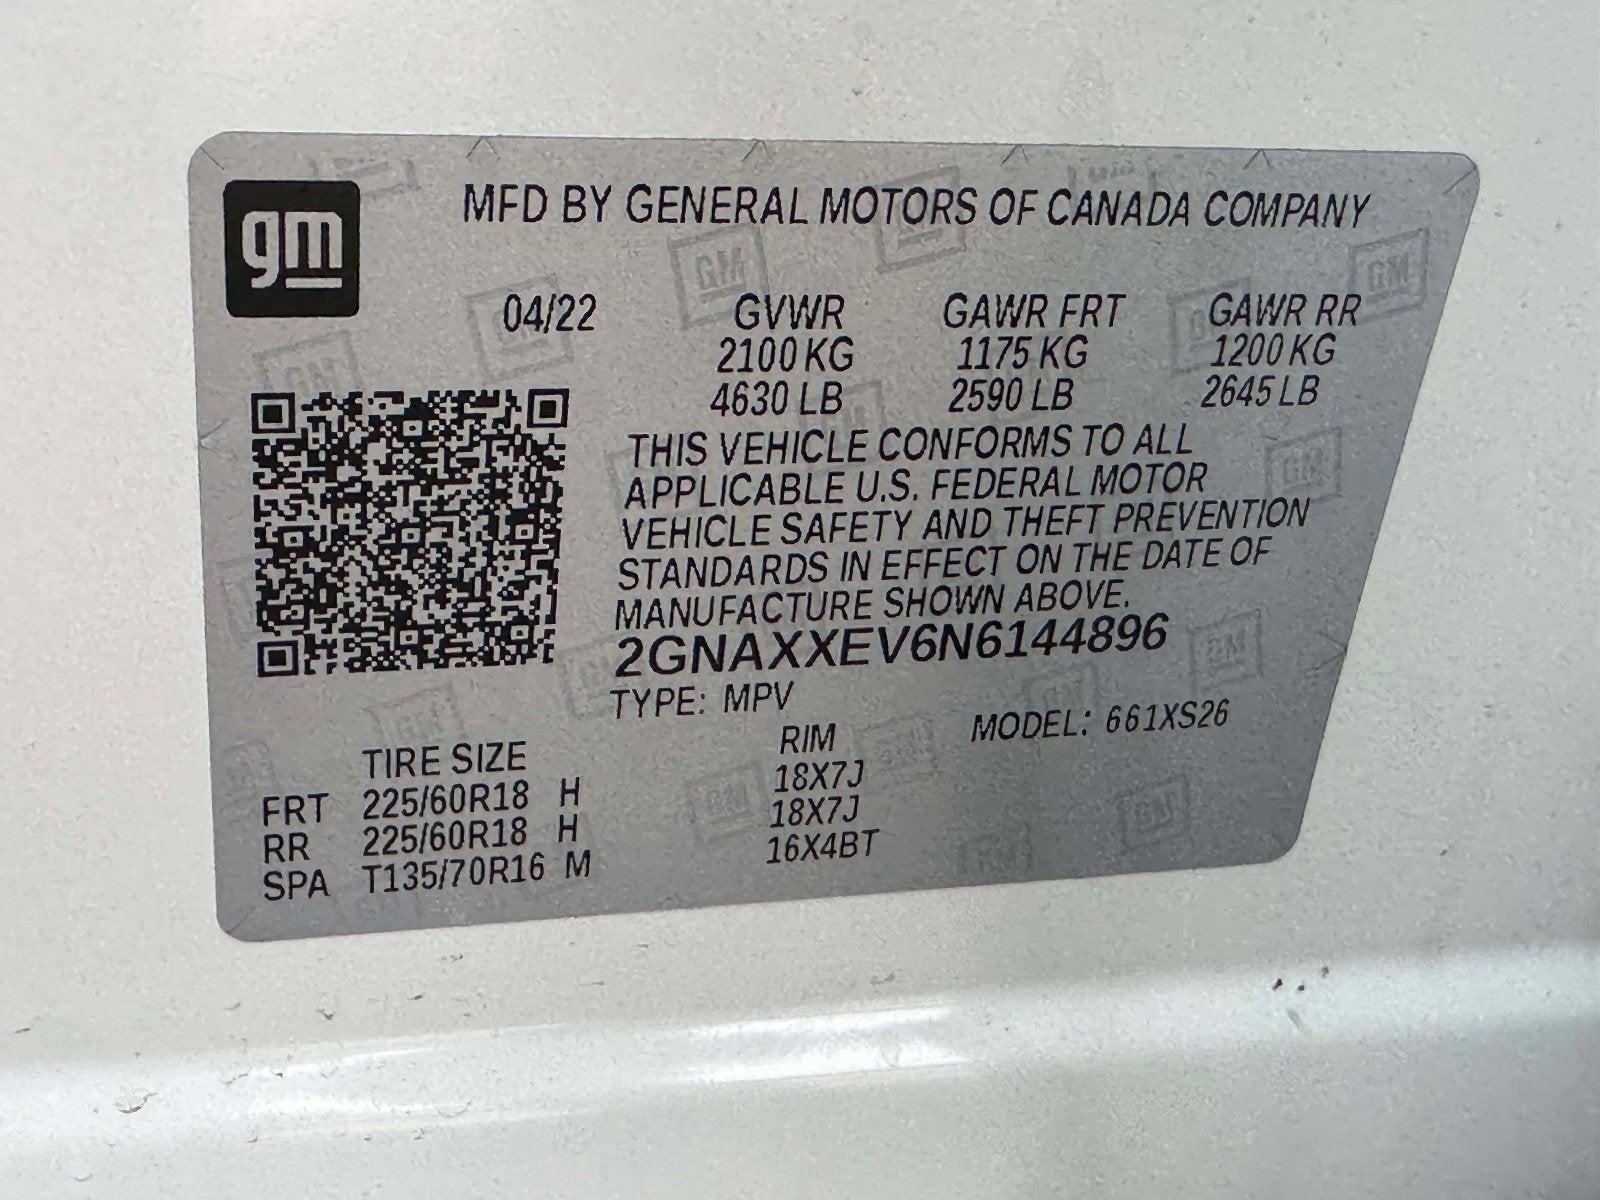 gm
MFD BY GENERAL MOTORS OF CANADA COMPANY
04/22 GVWR GAWR FRT GAWR RR
2100 KG 1175 KG 1200 KG
4630 LB 2590 LB 2645 LB
THIS VEHICLE CONFORMS TO ALL
APPLICABLE U.S. FEDERAL MOTOR
VEHICLE SAFETY AND THEFT PREVENTION
STANDARDS IN EFFECT ON THE DATE OF
MANUFACTURE SHOWN ABOVE.
2GNAXXEV6N6144896
TYPE: MPV MODEL: 661XS26
TIRE SIZE RIM
FRT 225/60R18 H 18X7J
RR 225/60R18 H 18X7J
SPA T135/70R16 M 16X4BT